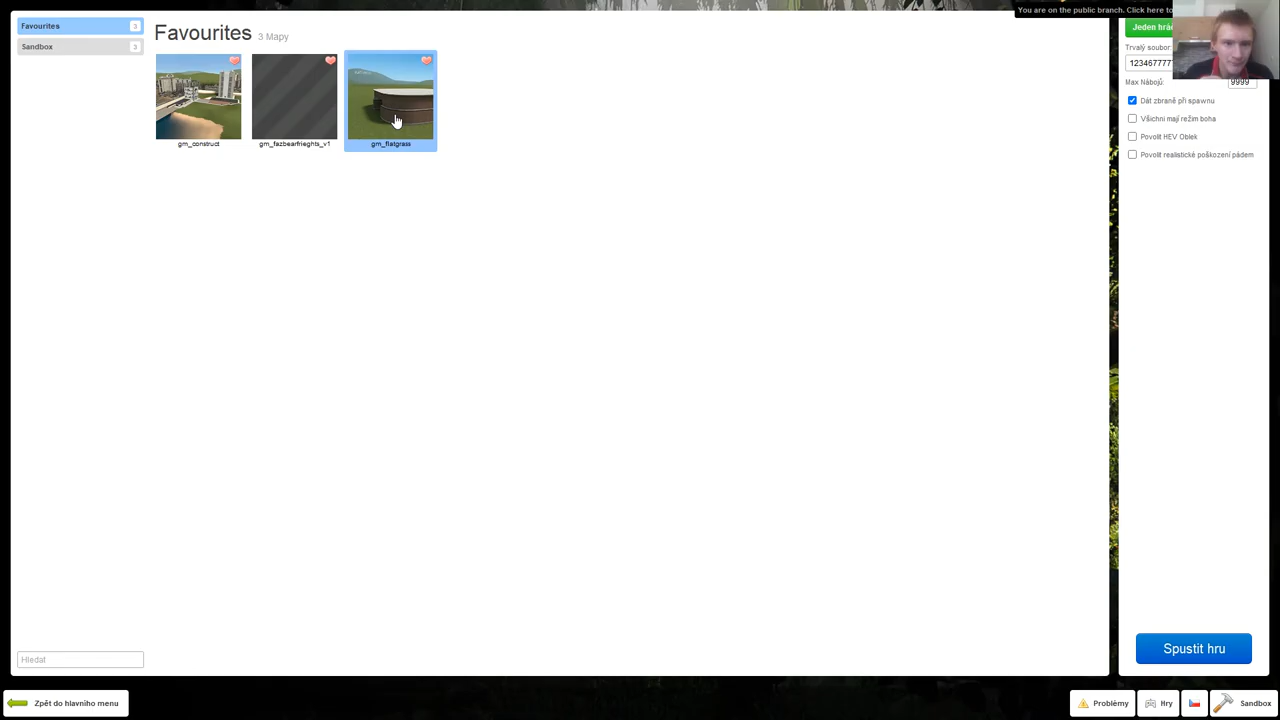 You are on the public branch. Click here to
Favourites 3
Sandbox 3
Favourites 3 Mapy
gm_construct
gm_fazbearfrieghts_v1
gm_flatgrass
Hledat
Jeden hráč
Trvalý soubor:
123467777
Max Nábojů: 9999
Dát zbraně při spawnu
Všichni mají režim boha
Povolit HEV Oblek
Povolit realistické poškození pádem
Spustit hru
Zpět do hlavního menu
Problémy
Hry
Sandbox